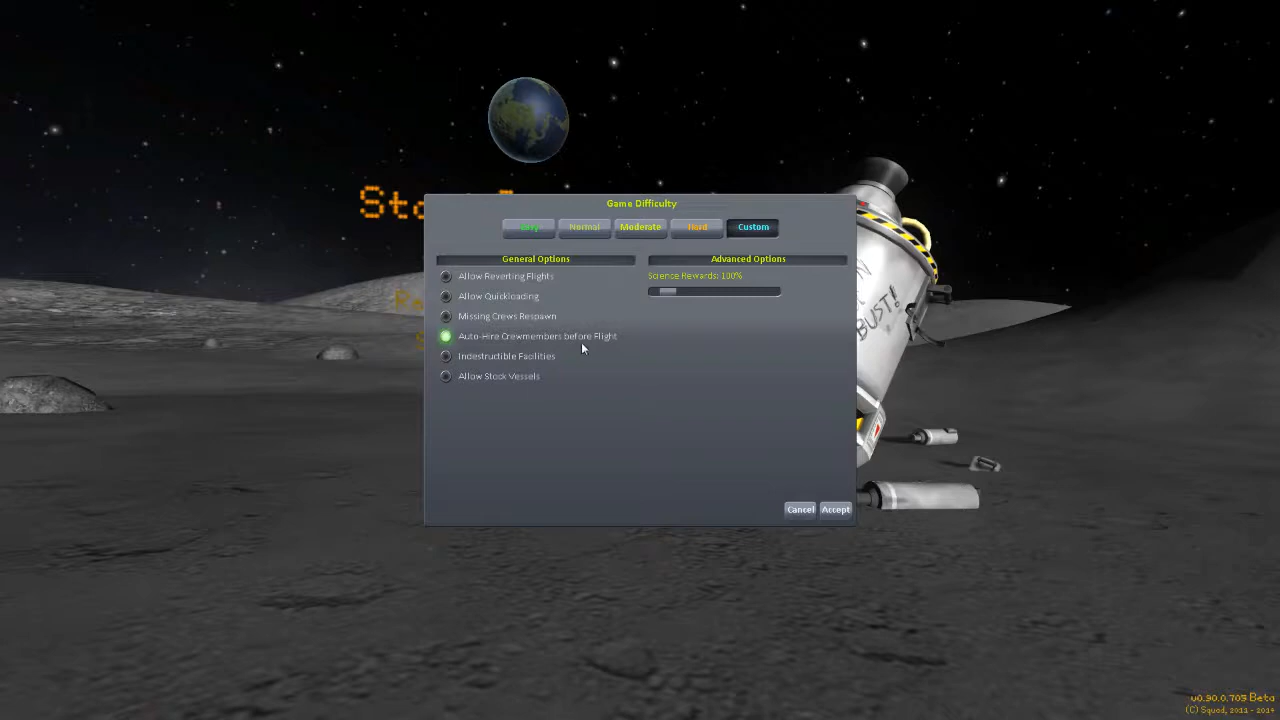 Game Difficulty
Easy Normal Moderate Hard Custom
General Options
Advanced Options
Allow Reverting Flights
Science Rewards: 100%
Allow Quickloading
Missing Crews Respawn
Auto-Hire Crewmembers before Flight
Indestructible Facilities
Allow Stock Vessels
Cancel Accept
BUST!
v0.90.0.705 Beta
(C) Squad, 2011 - 2014